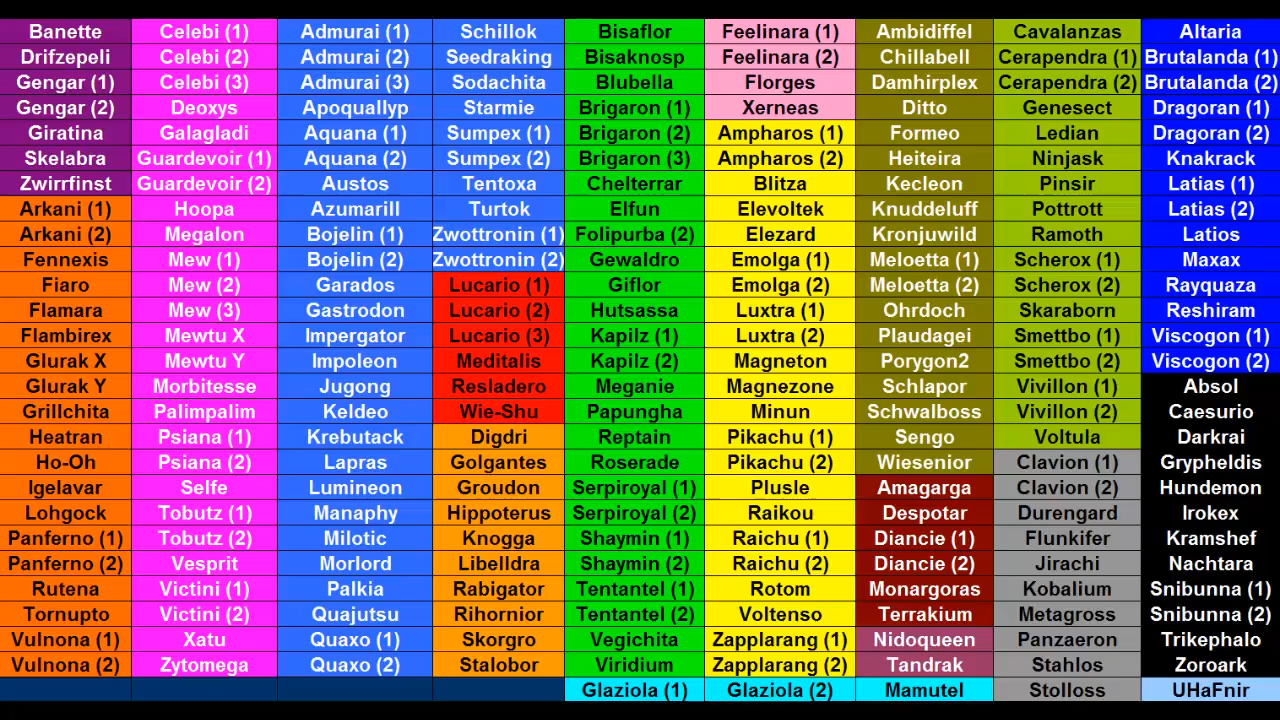 Banette Celebi (1) Admurai (1) Schillok Bisaflor Feelinara (1) Ambidiffel Cavalanzas Altaria
Drifzepeli Celebi (2) Admurai (2) Seedraking Bisaknosp Feelinara (2) Chillabell Cerapendra (1) Brutalanda (1)
Gengar (1) Celebi (3) Admurai (3) Sodachita Blubella Florges Damhirplex Cerapendra (2) Brutalanda (2)
Gengar (2) Deoxys Apoquallyp Starmie Brigaron (1) Xerneas Ditto Genesect Dragoran (1)
Giratina Galagladi Aquana (1) Sumpex (1) Brigaron (2) Ampharos (1) Formeo Ledian Dragoran (2)
Skelabra Guardevoir (1) Aquana (2) Sumpex (2) Brigaron (3) Ampharos (2) Heiteira Ninjask Knakrack
Zwirrfinst Guardevoir (2) Austos Tentoxa Chelterrar Blitza Kecleon Pinsir Latias (1)
Arkani (1) Hoopa Azumarill Turtok Elfun Elevoltek Knuddeluff Pottrott Latias (2)
Arkani (2) Megalon Bojelin (1) Zwottronin (1) Folipurba (2) Elezard Kronjuwild Ramoth Latios
Fennexis Mew (1) Bojelin (2) Zwottronin (2) Gewaldro Emolga (1) Meloetta (1) Scherox (1) Maxax
Fiaro Mew (2) Garados Lucario (1) Giflor Emolga (2) Meloetta (2) Scherox (2) Rayquaza
Flamara Mew (3) Gastrodon Lucario (2) Hutsassa Luxtra (1) Ohrdoch Skaraborn Reshiram
Flambirex Mewtu X Impergator Lucario (3) Kapilz (1) Luxtra (2) Plaudagei Smettbo (1) Viscogon (1)
Glurak X Mewtu Y Impoleon Meditalis Kapilz (2) Magneton Porygon2 Smettbo (2) Viscogon (2)
Glurak Y Morbitesse Jugong Resladero Meganie Magnezone Schlapor Vivillon (1) Absol
Grillchita Palimpalim Keldeo Wie-Shu Papungha Minun Schwalboss Vivillon (2) Caesurio
Heatran Psiana (1) Krebutack Digdri Reptain Pikachu (1) Sengo Voltula Darkrai
Ho-Oh Psiana (2) Lapras Golgantes Roserade Pikachu (2) Wiesenior Clavion (1) Grypheldis
Igelavar Selfe Lumineon Groudon Serpiroyal (1) Plusle Amagarga Clavion (2) Hundemon
Lohgock Tobutz (1) Manaphy Hippoterus Serpiroyal (2) Raikou Despotar Durengard Irokex
Panferno (1) Tobutz (2) Milotic Knogga Shaymin (1) Raichu (1) Diancie (1) Flunkifer Kramshef
Panferno (2) Vesprit Morlord Libelldra Shaymin (2) Raichu (2) Diancie (2) Jirachi Nachtara
Rutena Victini (1) Palkia Rabigator Tentantel (1) Rotom Monargoras Kobalium Snibunna (1)
Tornupto Victini (2) Quajutsu Rihornior Tentantel (2) Voltenso Terrakium Metagross Snibunna (2)
Vulnona (1) Xatu Quaxo (1) Skorgro Vegichita Zapplarang (1) Nidoqueen Panzaeron Trikephalo
Vulnona (2) Zytomega Quaxo (2) Stalobor Viridium Zapplarang (2) Tandrak Stahlos Zoroark
Glaziola (1) Glaziola (2) Mamutel Stolloss UHaFnir